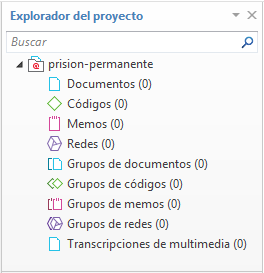 Explorador del proyecto
Buscar
prision-permanente
Documentos (0)
Códigos (0)
Memos (0)
Redes (0)
Grupos de documentos (0)
Grupos de códigos (0)
Grupos de memos (0)
Grupos de redes (0)
Transcripciones de multimedia (0)